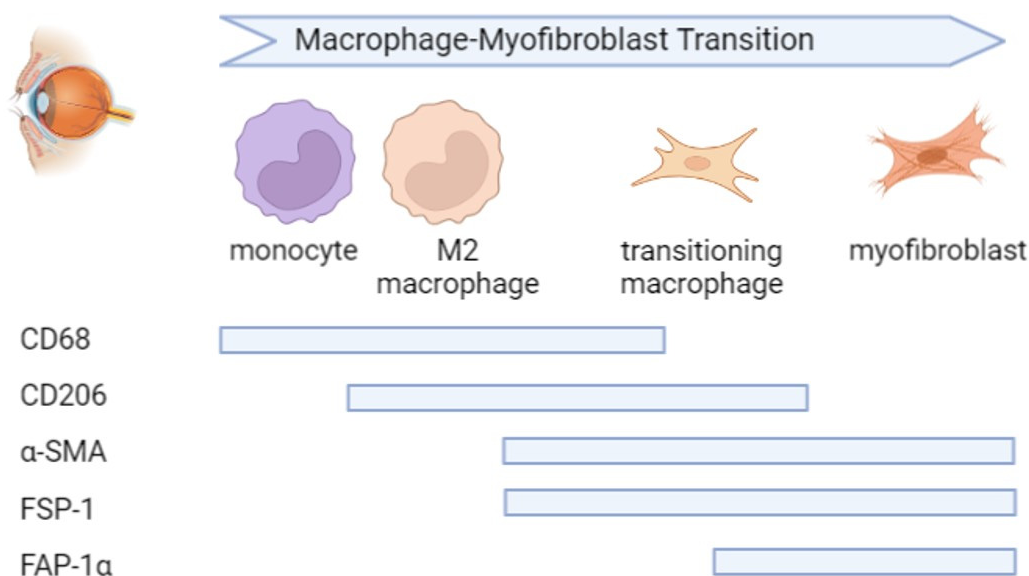 Macrophage-Myofibroblast Transition
monocyte
M2
macrophage
transitioning
macrophage
myofibroblast
CD68
CD206
α-SMA
FSP-1
FAP-1α